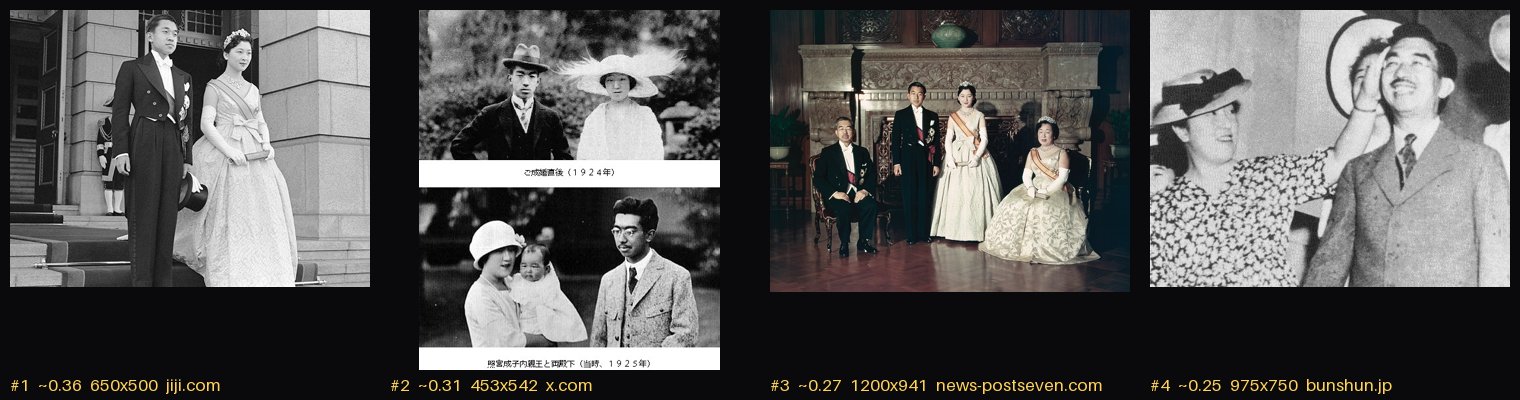 ご成婚直後（１９２４年）
照宮成子内親王と両殿下（当時、１９２５年）
#1 ~0.36 650x500 jiji.com
#2 ~0.31 453x542 x.com
#3 ~0.27 1200x941 news-postseven.com
#4 ~0.25 975x750 bunshun.jp